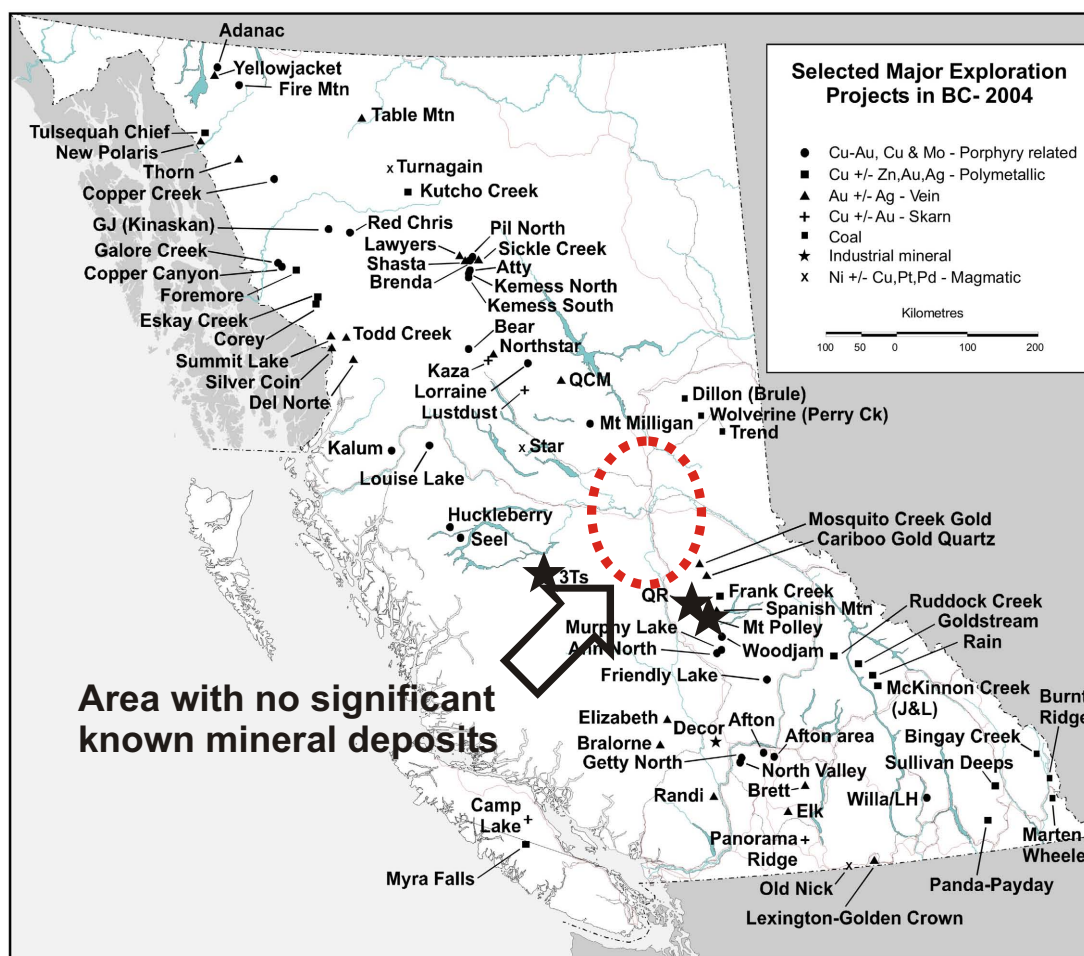 Adanac
Yellowjacket
Fire Mtn
Selected Major Exploration
Projects in BC- 2004
Table Mtn
Tulsequah Chief
New Polaris
Cu-Au, Cu & Mo - Porphyry related
Thorn
Turnagain
Cu +/- Zn,Au,Ag - Polymetallic
Copper Creek
Kutcho Creek
Au +/- Ag - Vein
Cu +/- Au - Skarn
GJ (Kinaskan)
Red Chris
Pil North
Coal
Galore Creek
Lawyers
Sickle Creek
Industrial mineral
Copper Canyon
Shasta
Atty
Ni +/- Cu,Pt,Pd - Magmatic
Foremore
Brenda
Kemess North
Kilometres
Eskay Creek
Kemess South
100 0 100 200
Corey
Todd Creek
Bear
Summit Lake
Northstar
Silver Coin
Kaza
Del Norte
Lorraine
QCM
Dillon (Brule)
Lustdust
Wolverine (Perry Ck)
Mt Milligan
Trend
Kalum
Star
Louise Lake
Huckleberry
Mosquito Creek Gold
Seel
Cariboo Gold Quartz
3Ts
QR
Frank Creek
Ruddock Creek
Spanish Mtn
Goldstream
Murphy Lake
Mt Polley
Rain
Ann North
Woodjam
Area with no significant
known mineral deposits
Friendly Lake
McKinnon Creek
(J&L)
Burnt
Ridge
Elizabeth
Decor
Afton
Bingay Creek
Bralorne
Afton area
Sullivan Deeps
Getty North
North Valley
Randi
Brett
Willa/LH
Camp
Lake
Elk
Marten
Wheele
Panorama
Ridge
Myra Falls
Old Nick
Panda-Payday
Lexington-Golden Crown